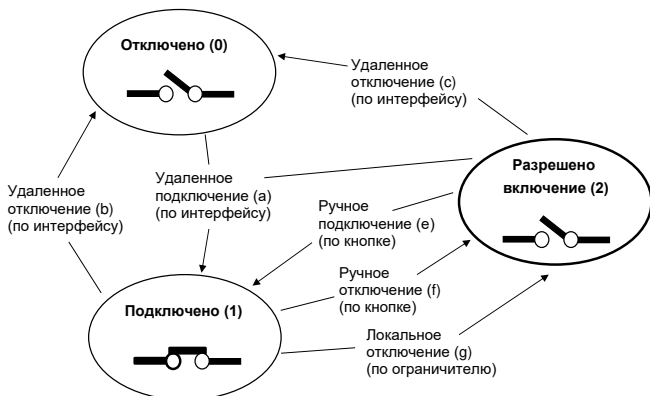 Отключено (0)
Удаленное
отключение (c)
(по интерфейсу)
Удаленное
отключение (b)
(по интерфейсу)
Удаленное
подключение (a)
(по интерфейсу)
Разрешено
включение (2)
Ручное
подключение (e)
(по кнопке)
Ручное
отключение (f)
(по кнопке)
Подключено (1)
Локальное
отключение (g)
(по ограничителю)